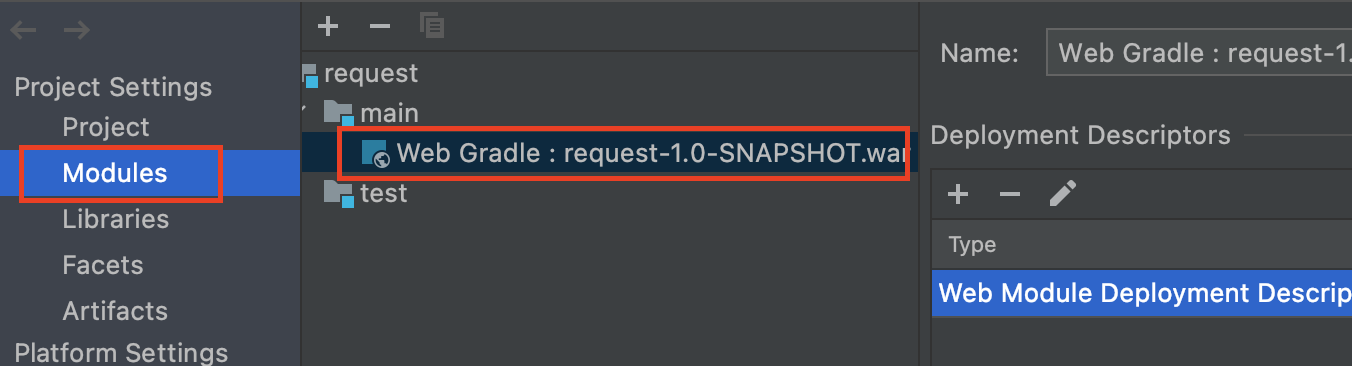 Project Settings
Project
Modules
Libraries
Facets
Artifacts
Platform Settings
request
main
Web Gradle : request-1.0-SNAPSHOT.war
test
Name:
Web Gradle : request-1.
Deployment Descriptors
Type
Web Module Deployment Descrip